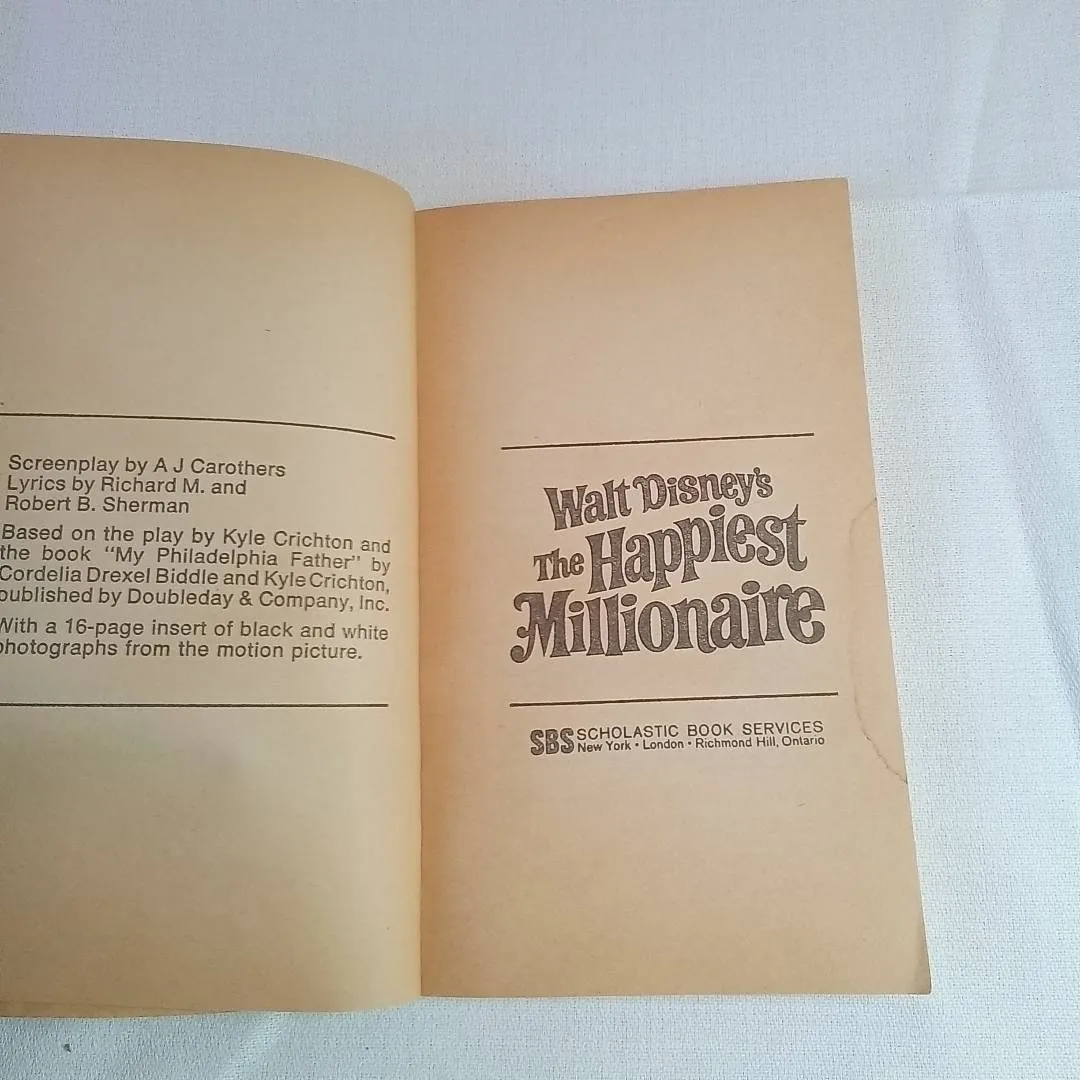 Screenplay by A J Carothers
Lyrics by Richard M. and
Robert B. Sherman
Based on the play by Kyle Crichton and
the book "My Philadelphia Father" by
Cordelia Drexel Biddle and Kyle Crichton,
published by Doubleday & Company, Inc.
With a 16-page insert of black and white
photographs from the motion picture.
Walt Disney's
The Happiest
Millionaire
SBS SCHOLASTIC BOOK SERVICES
New York • London • Richmond Hill, Ontario